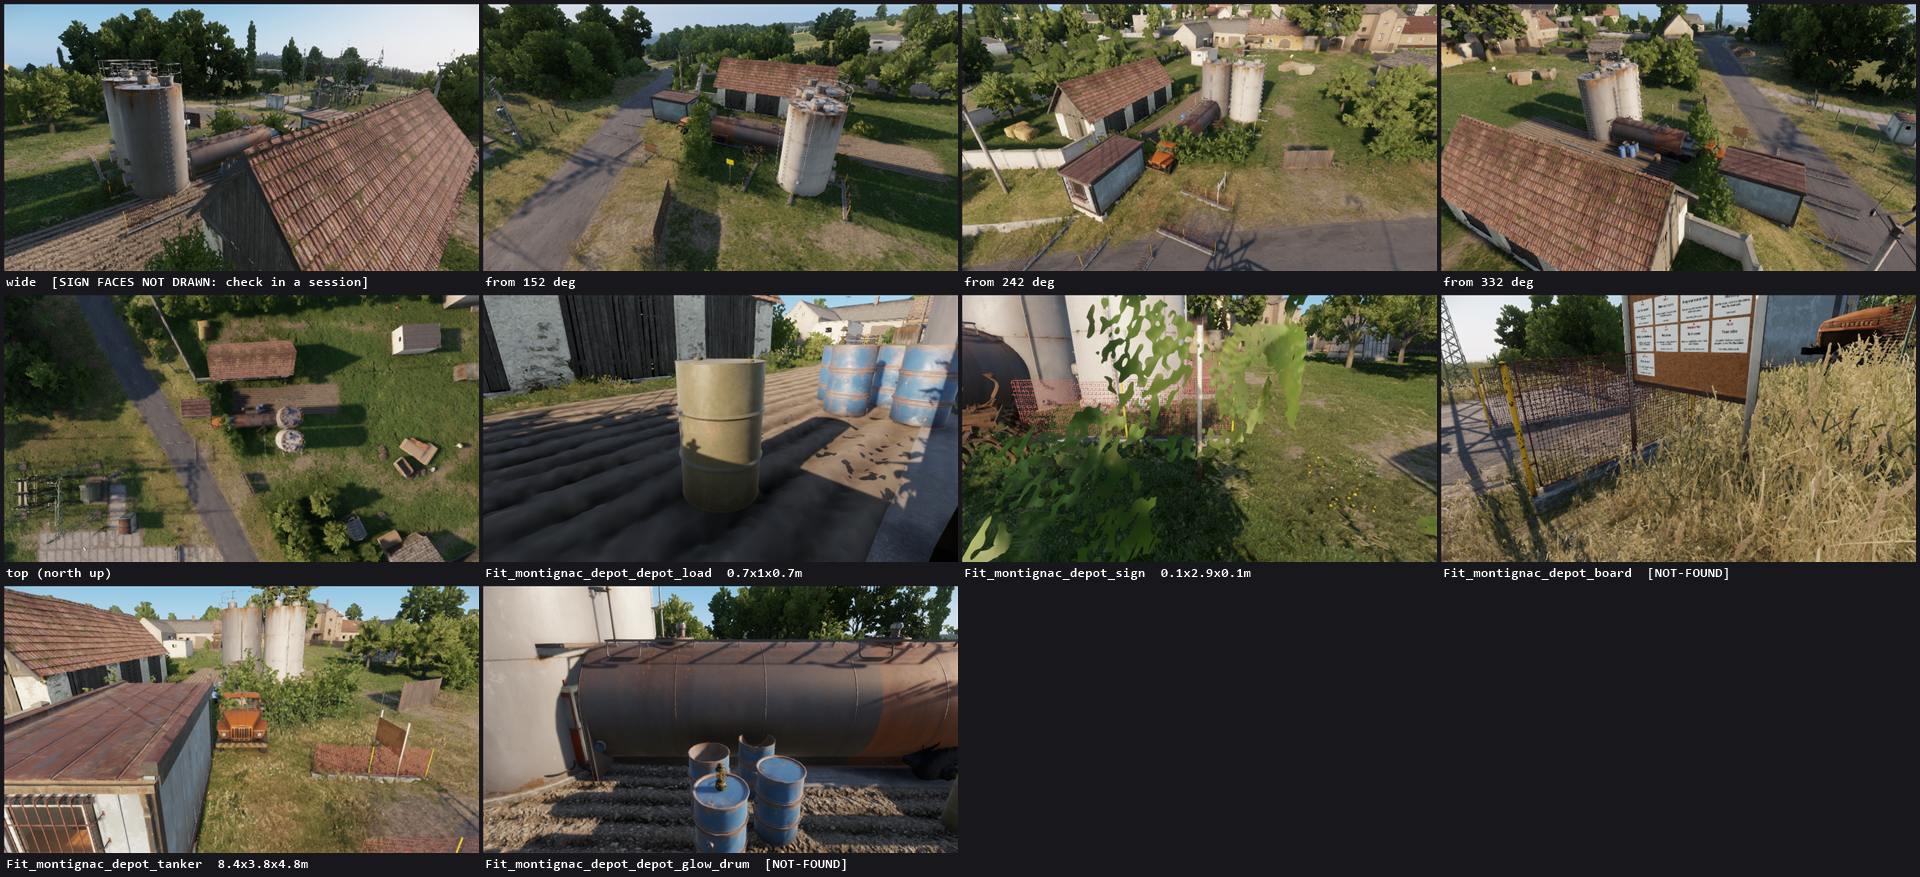 wide  [SIGN FACES NOT DRAWN: check in a session]
from 152 deg
from 242 deg
from 332 deg
top (north up)
Fit_montignac_depot_depot_load  0.7x1x0.7m
Fit_montignac_depot_sign  0.1x2.9x0.1m
Fit_montignac_depot_board  [NOT-FOUND]
Fit_montignac_depot_tanker  8.4x3.8x4.8m
Fit_montignac_depot_depot_glow_drum  [NOT-FOUND]